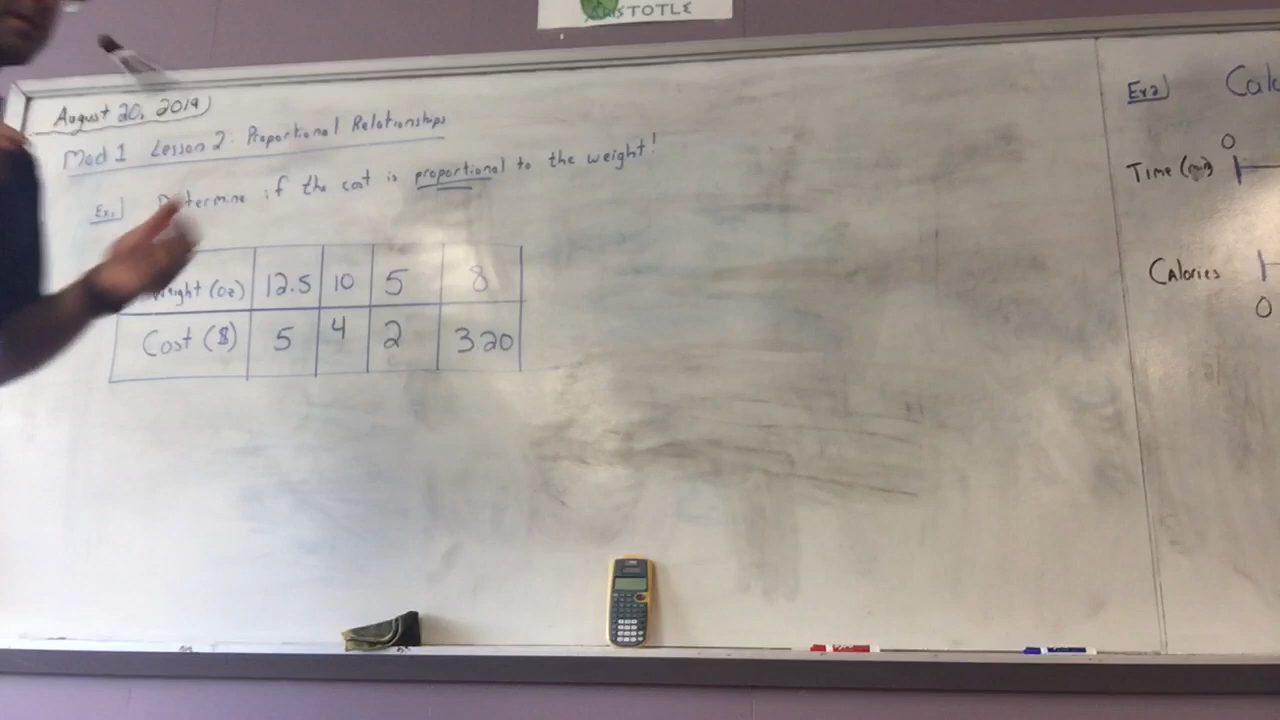 ARISTOTLE
August 20, 2019
Mod 1 Lesson 2: Proportional Relationships
Ex1 Determine if the cost is proportional to the weight!
Weight (oz) 12.5 10 5 8
Cost ($) 5 4 2 3.20
Ex2
0
Time (min)
Calories
0